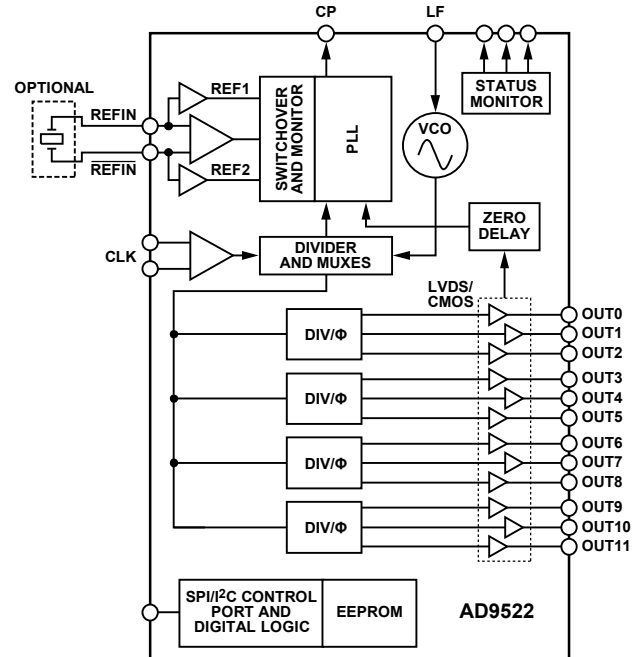 CP
LF
OPTIONAL
REFIN
REF1
STATUS
MONITOR
SWITCHOVER
AND MONITOR
PLL
VCO
REFIN
REF2
ZERO
DELAY
CLK
DIVIDER
AND MUXES
LVDS/
CMOS
OUT0
DIV/Φ
OUT1
OUT2
OUT3
DIV/Φ
OUT4
OUT5
OUT6
DIV/Φ
OUT7
OUT8
OUT9
DIV/Φ
OUT10
OUT11
SPI/I²C CONTROL
PORT AND
DIGITAL LOGIC
EEPROM
AD9522